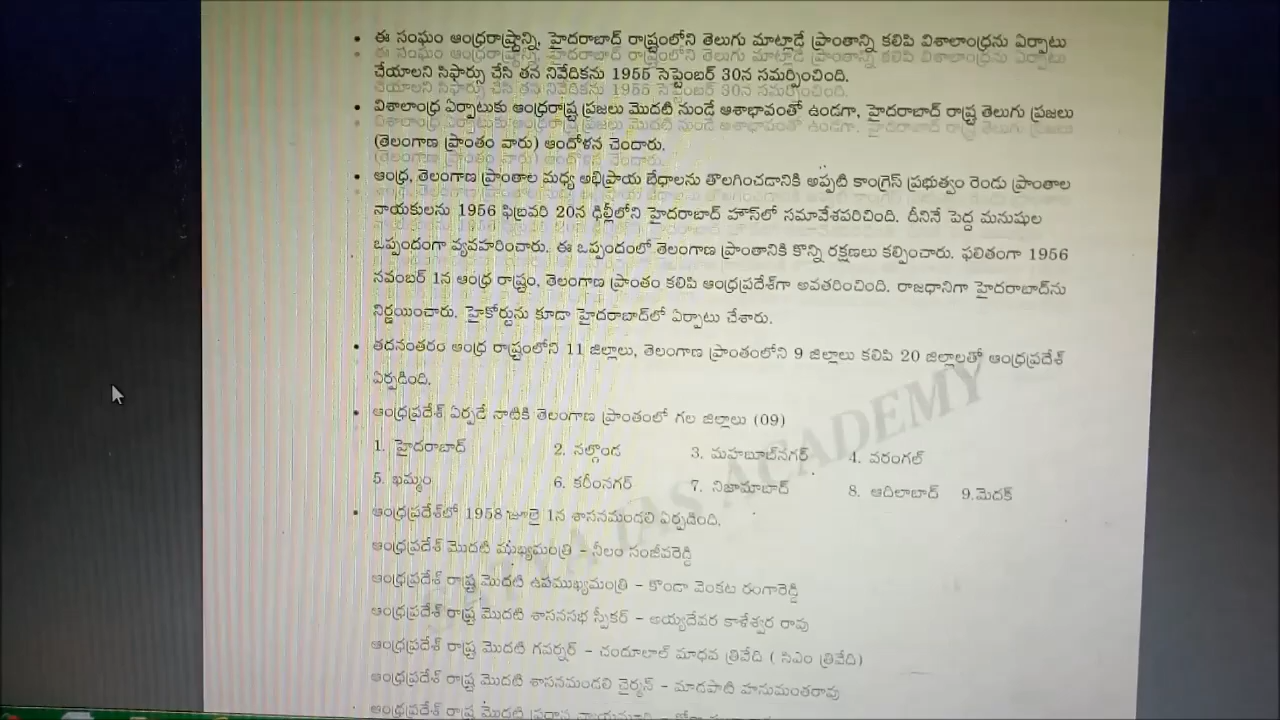 • ఈ సంఘం ఆంధ్రరాష్ట్రాన్ని, హైదరాబాద్ రాష్ట్రంలోని తెలుగు మాట్లాడే ప్రాంతాన్ని కలిపి విశాలాంధ్రను ఏర్పాటు
చేయాలని సిఫార్సు చేసి తన నివేదికను 1955 సెప్టెంబర్ 30న సమర్పించింది.
• విశాలాంధ్ర ఏర్పాటుకు ఆంధ్రరాష్ట్ర ప్రజలు మొదటి నుండే ఆశాభావంతో ఉండగా, హైదరాబాద్ రాష్ట్ర తెలుగు ప్రజలు
(తెలంగాణ ప్రాంతం వారు) ఆందోళన చెందారు.
• ఆంధ్ర, తెలంగాణ ప్రాంతాల మధ్య అభిప్రాయ బేధాలను తొలగించడానికి అప్పటి కాంగ్రెస్ ప్రభుత్వం రెండు ప్రాంతాల
నాయకులను 1956 ఫిబ్రవరి 20న ఢిల్లీలోని హైదరాబాద్ హౌస్‌లో సమావేశపరిచింది. దీనినే పెద్ద మనుషుల
ఒప్పందంగా వ్యవహరించారు. ఈ ఒప్పందంలో తెలంగాణ ప్రాంతానికి కొన్ని రక్షణలు కల్పించారు. ఫలితంగా 1956
నవంబర్ 1న ఆంధ్ర రాష్ట్రం, తెలంగాణ ప్రాంతం కలిపి ఆంధ్రప్రదేశ్‌గా అవతరించింది. రాజధానిగా హైదరాబాద్‌ను
నిర్ణయించారు. హైకోర్టును కూడా హైదరాబాద్‌లో ఏర్పాటు చేశారు.
• తదనంతరం ఆంధ్ర రాష్ట్రంలోని 11 జిల్లాలు, తెలంగాణ ప్రాంతంలోని 9 జిల్లాలు కలిపి 20 జిల్లాలతో ఆంధ్రప్రదేశ్
ఏర్పడింది.
• ఆంధ్రప్రదేశ్ ఏర్పడే నాటికి తెలంగాణ ప్రాంతంలో గల జిల్లాలు (09)
1. హైదరాబాద్ 2. నల్గొండ 3. మహబూబ్‌నగర్ 4. వరంగల్
5. ఖమ్మం 6. కరీంనగర్ 7. నిజామాబాద్ 8. ఆదిలాబాద్ 9.మెదక్
• ఆంధ్రప్రదేశ్‌లో 1958 జూలై 1న శాసనమండలి ఏర్పడింది.
ఆంధ్రప్రదేశ్ మొదటి ముఖ్యమంత్రి - నీలం సంజీవరెడ్డి
ఆంధ్రప్రదేశ్ రాష్ట్ర మొదటి ఉపముఖ్యమంత్రి - కొండా వెంకట రంగారెడ్డి
ఆంధ్రప్రదేశ్ రాష్ట్ర మొదటి శాసనసభ స్పీకర్ - అయ్యదేవర కాళేశ్వర రావు
ఆంధ్రప్రదేశ్ రాష్ట్ర మొదటి గవర్నర్ - చందూలాల్ మాధవ త్రివేది ( సిఎం త్రివేది)
ఆంధ్రప్రదేశ్ రాష్ట్ర మొదటి శాసనమండలి చైర్మన్ - మాడపాటి హనుమంతరావు
ఆంధ్రప్రదేశ్ రాష్ట్ర మొదటి
IAS ACADEMY